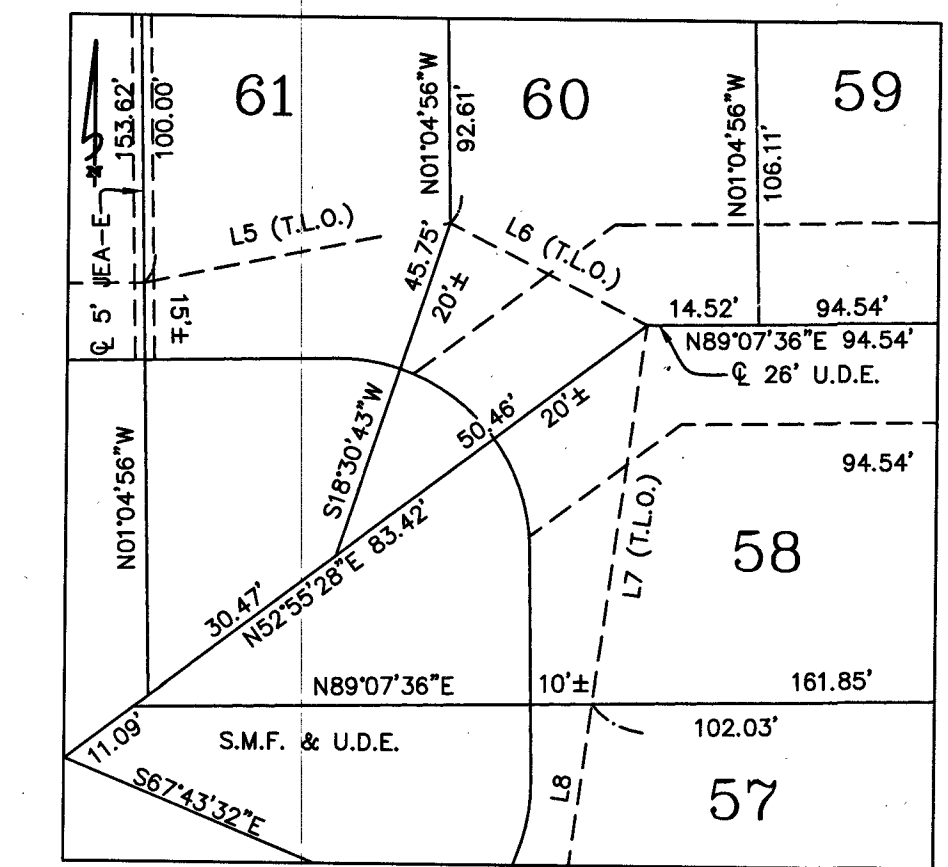 61
60
59
153.62'
100.00'
N01°04'56"W
92.61'
N01°04'56"W
106.11'
L5 (T.L.O.)
L6 (T.L.O.)
℄ 5' JEA-E
15'±
45.75'
20'±
14.52'
94.54'
N89°07'36"E 94.54'
℄ 26' U.D.E.
S18°30'43"W
50.46'
20'±
94.54'
N01°04'56"W
L7 (T.L.O.)
58
30.47'
N52°55'28"E 83.42'
N89°07'36"E
10'±
161.85'
11.09'
S.M.F. & U.D.E.
102.03'
S67°43'32"E
L8
57